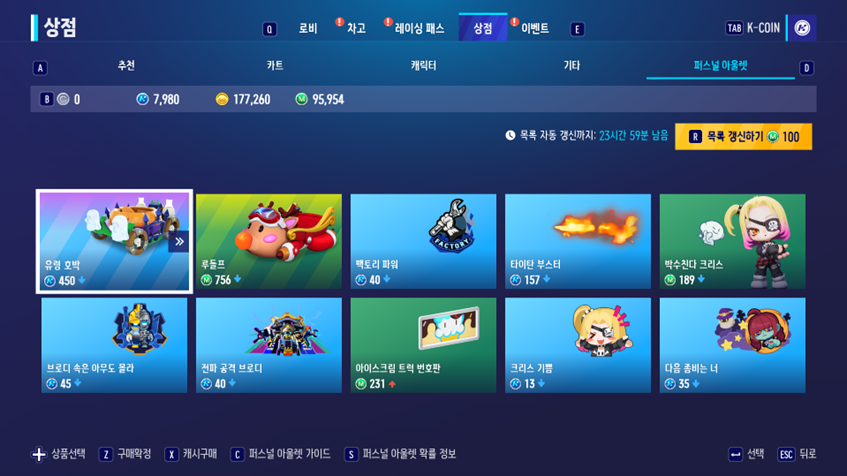 상점
Q 로비 차고 레이싱 패스 상점 이벤트 E
TAB K-COIN
A 추천 카트 캐릭터 기타 퍼스널 아울렛 D
B 0 7,980 177,260 95,954
목록 자동 갱신까지: 23시간 59분 남음
R 목록 갱신하기 100
유령 호박
450
루돌프
756
FACTORY
팩토리 파워
40
타이탄 부스터
157
박수친다 크리스
189
브로디 속은 아무도 몰라
45
전파 공격 브로디
40
아이스크림 트럭 번호판
231
크리스 기쁨
13
다음 좀비는 너
35
상품선택 Z 구매확정 X 캐시구매 C 퍼스널 아울렛 가이드 S 퍼스널 아울렛 확률 정보
선택 ESC 뒤로